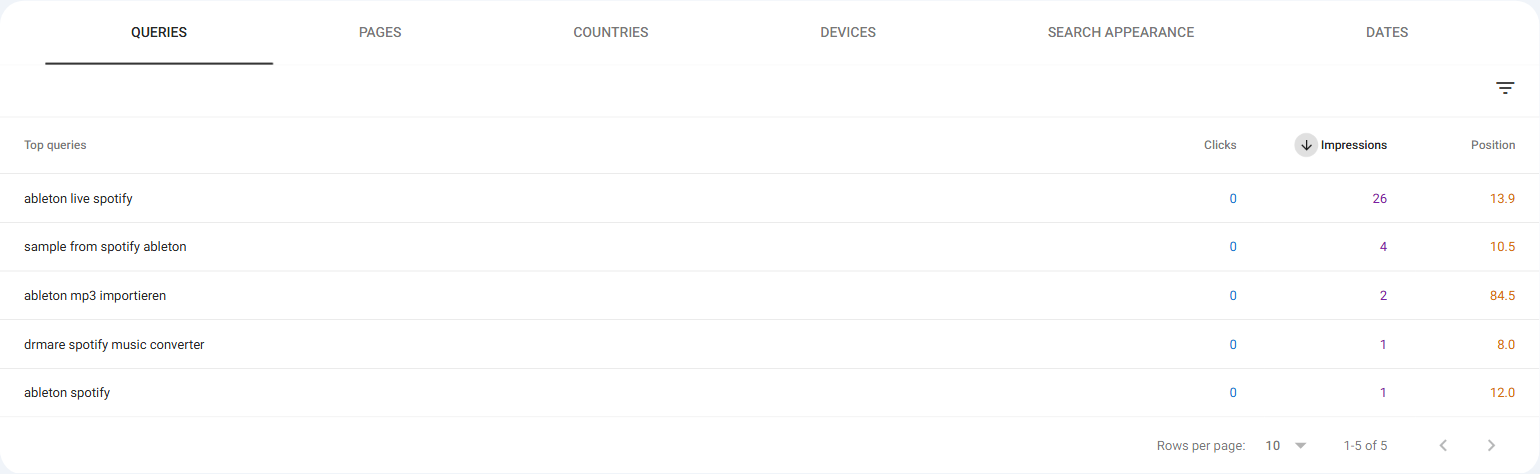 QUERIES PAGES COUNTRIES DEVICES SEARCH APPEARANCE DATES
Top queries Clicks Impressions Position
ableton live spotify 0 26 13.9
sample from spotify ableton 0 4 10.5
ableton mp3 importieren 0 2 84.5
drmare spotify music converter 0 1 8.0
ableton spotify 0 1 12.0
Rows per page: 10 1-5 of 5